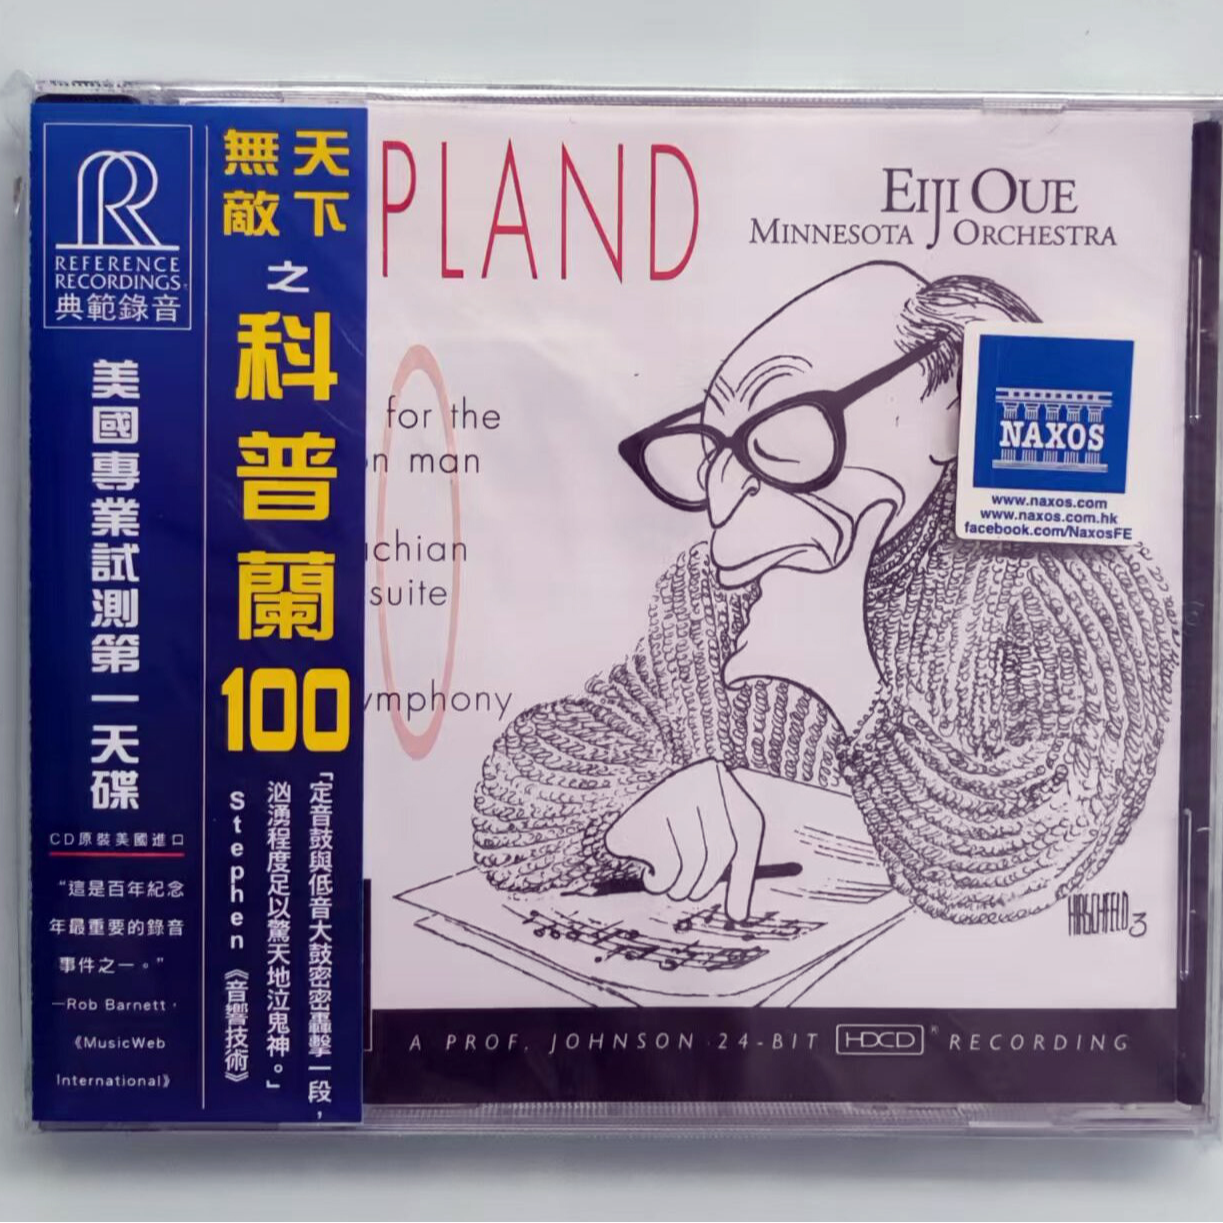 REFERENCE
RECORDINGS
典範錄音
美國專業試測第一天碟
CD原裝美國進口
“這是百年紀念
年最重要的錄音
事件之一。”
—Rob Barnett，
《MusicWeb
International》
天下
無敵
之
科普蘭
100
「定音鼓與低音大鼓密密轟擊一段，
洶湧程度足以驚天地泣鬼神。」
Stephen《音響技術》
PLAND
EIJI OUE
MINNESOTA ORCHESTRA
for the
n man
achian
suite
ymphony
NAXOS
www.naxos.com
www.naxos.com.hk
facebook.com/NaxosFE
HIRSCHFELD 3
A PROF. JOHNSON 24-BIT HDCD® RECORDING